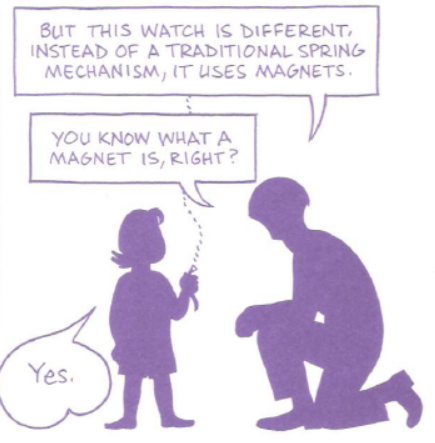 BUT THIS WATCH IS DIFFERENT,
INSTEAD OF A TRADITIONAL SPRING
MECHANISM, IT USES MAGNETS.
YOU KNOW WHAT A
MAGNET IS, RIGHT?
Yes.